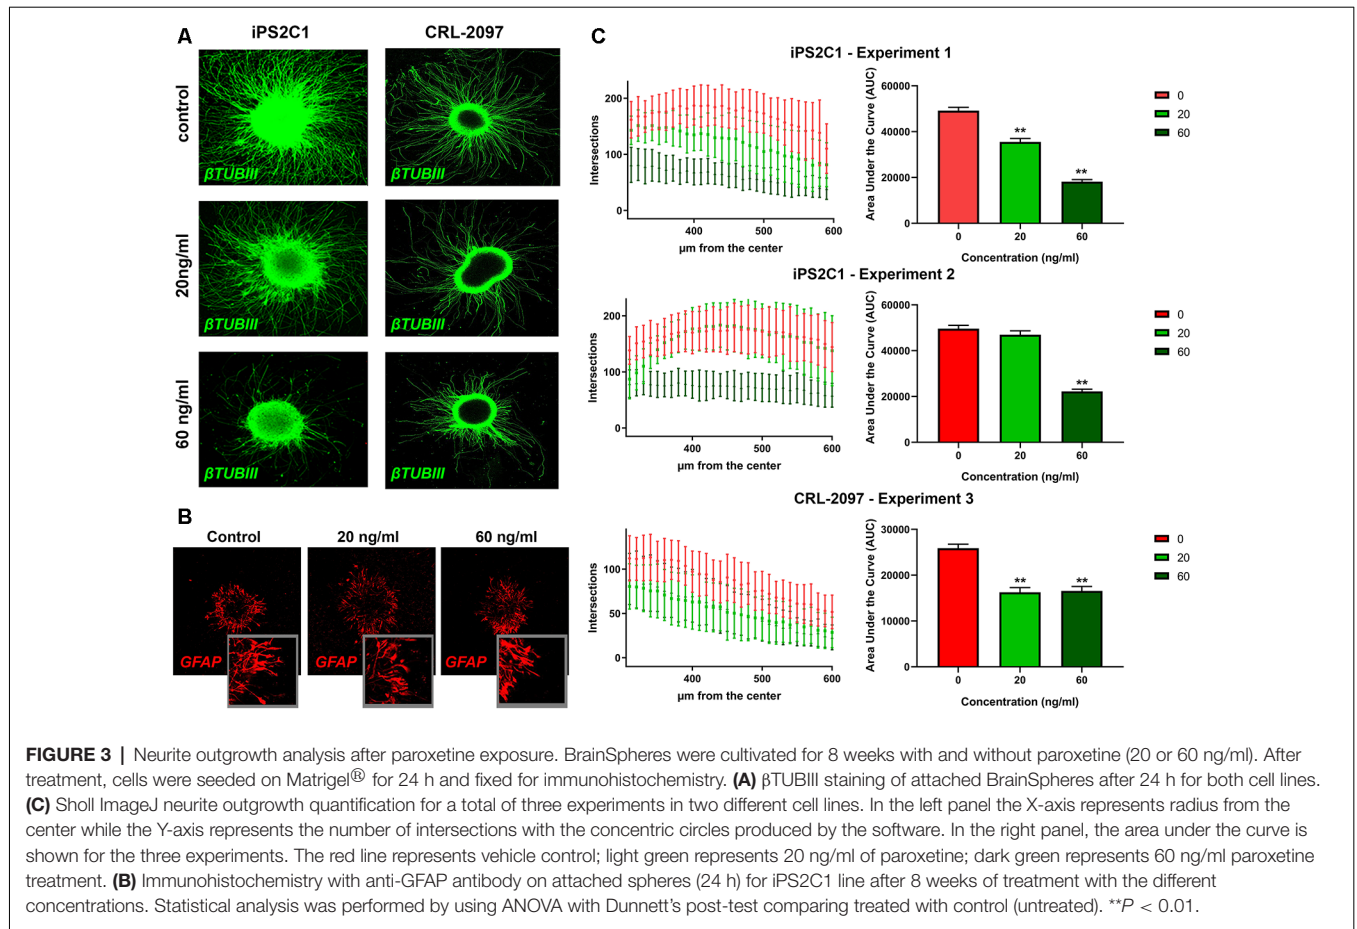 A
iPS2C1
CRL-2097
control
βTUBIII
βTUBIII
20ng/ml
βTUBIII
βTUBIII
60 ng/ml
βTUBIII
βTUBIII
B
Control
20 ng/ml
60 ng/ml
GFAP
GFAP
GFAP
C
iPS2C1 - Experiment 1
Intersections
200
100
0
400
500
600
µm from the center
Area Under the Curve (AUC)
60000
40000
20000
0
**
**
0
20
60
Concentration (ng/ml)
0
20
60
iPS2C1 - Experiment 2
Intersections
200
100
0
400
500
600
µm from the center
Area Under the Curve (AUC)
60000
40000
20000
0
**
0
20
60
Concentration (ng/ml)
0
20
60
CRL-2097 - Experiment 3
Intersections
100
50
0
400
500
600
µm from the center
Area Under the Curve (AUC)
30000
20000
10000
0
**
**
0
20
60
Concentration (ng/ml)
0
20
60
FIGURE 3 | Neurite outgrowth analysis after paroxetine exposure. BrainSpheres were cultivated for 8 weeks with and without paroxetine (20 or 60 ng/ml). After
treatment, cells were seeded on Matrigel® for 24 h and fixed for immunohistochemistry. (A) βTUBIII staining of attached BrainSpheres after 24 h for both cell lines.
(C) Sholl ImageJ neurite outgrowth quantification for a total of three experiments in two different cell lines. In the left panel the X-axis represents radius from the
center while the Y-axis represents the number of intersections with the concentric circles produced by the software. In the right panel, the area under the curve is
shown for the three experiments. The red line represents vehicle control; light green represents 20 ng/ml of paroxetine; dark green represents 60 ng/ml paroxetine
treatment. (B) Immunohistochemistry with anti-GFAP antibody on attached spheres (24 h) for iPS2C1 line after 8 weeks of treatment with the different
concentrations. Statistical analysis was performed by using ANOVA with Dunnett's post-test comparing treated with control (untreated). **P < 0.01.